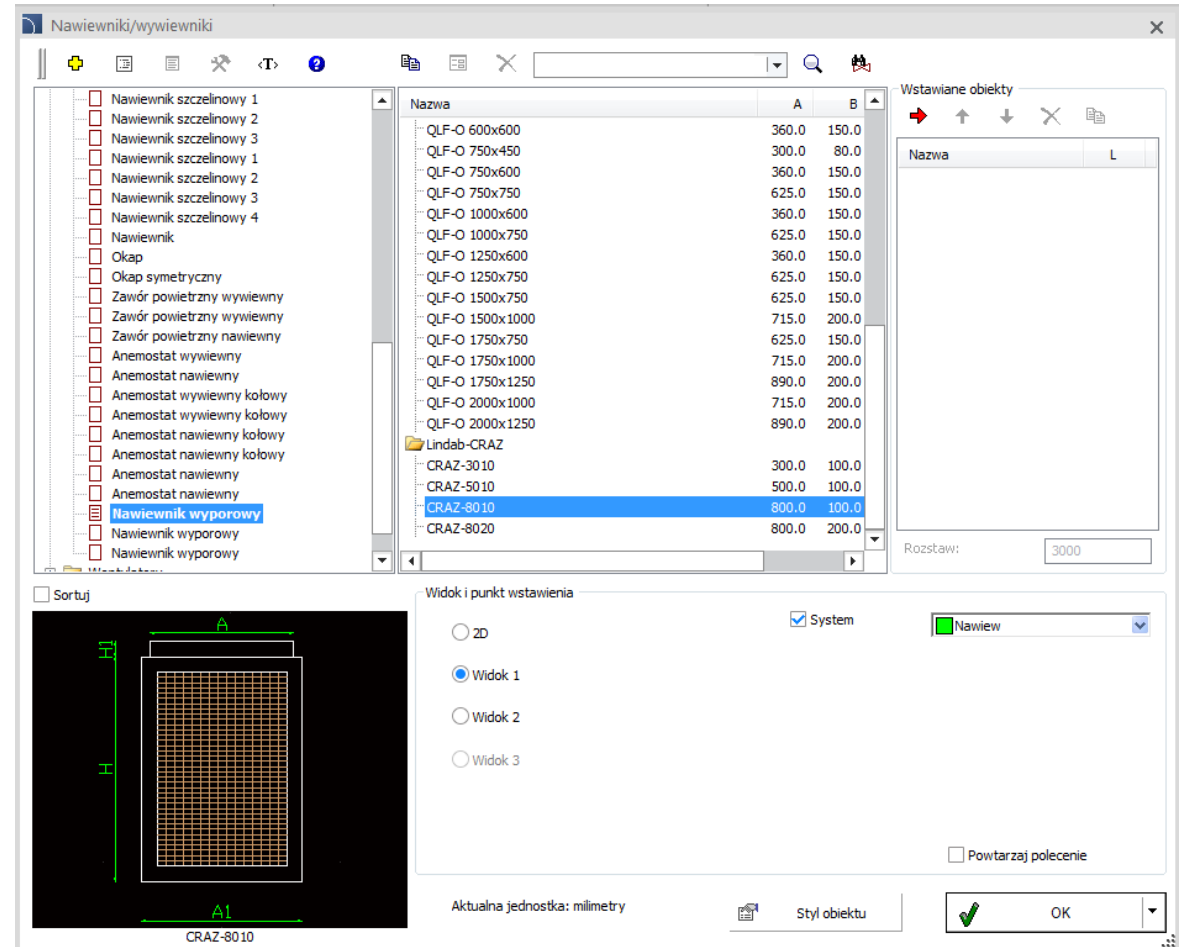 Nawiewniki/wywiewniki
<T>
Nawiewnik szczelinowy 1
Nawiewnik szczelinowy 2
Nawiewnik szczelinowy 3
Nawiewnik szczelinowy 1
Nawiewnik szczelinowy 2
Nawiewnik szczelinowy 3
Nawiewnik szczelinowy 4
Nawiewnik
Okap
Okap symetryczny
Zawór powietrzny wywiewny
Zawór powietrzny wywiewny
Zawór powietrzny nawiewny
Anemostat wywiewny
Anemostat nawiewny
Anemostat wywiewny kołowy
Anemostat wywiewny kołowy
Anemostat nawiewny kołowy
Anemostat nawiewny kołowy
Anemostat nawiewny
Anemostat nawiewny
Nawiewnik wyporowy
Nawiewnik wyporowy
Nawiewnik wyporowy
Nazwa A B
QLF-O 600x600 360.0 150.0
QLF-O 750x450 300.0 80.0
QLF-O 750x600 360.0 150.0
QLF-O 750x750 625.0 150.0
QLF-O 1000x600 360.0 150.0
QLF-O 1000x750 625.0 150.0
QLF-O 1250x600 360.0 150.0
QLF-O 1250x750 625.0 150.0
QLF-O 1500x750 625.0 150.0
QLF-O 1500x1000 715.0 200.0
QLF-O 1750x750 625.0 150.0
QLF-O 1750x1000 715.0 200.0
QLF-O 1750x1250 890.0 200.0
QLF-O 2000x1000 715.0 200.0
QLF-O 2000x1250 890.0 200.0
Lindab-CRAZ
CRAZ-3010 300.0 100.0
CRAZ-5010 500.0 100.0
CRAZ-8010 800.0 100.0
CRAZ-8020 800.0 200.0
Wstawiane obiekty
Nazwa L
Rozstaw: 3000
Sortuj
A
H1
H
A1
CRAZ-8010
Widok i punkt wstawienia
2D
Widok 1
Widok 2
Widok 3
System
Nawiew
Powtarzaj polecenie
Aktualna jednostka: milimetry
Styl obiektu
OK